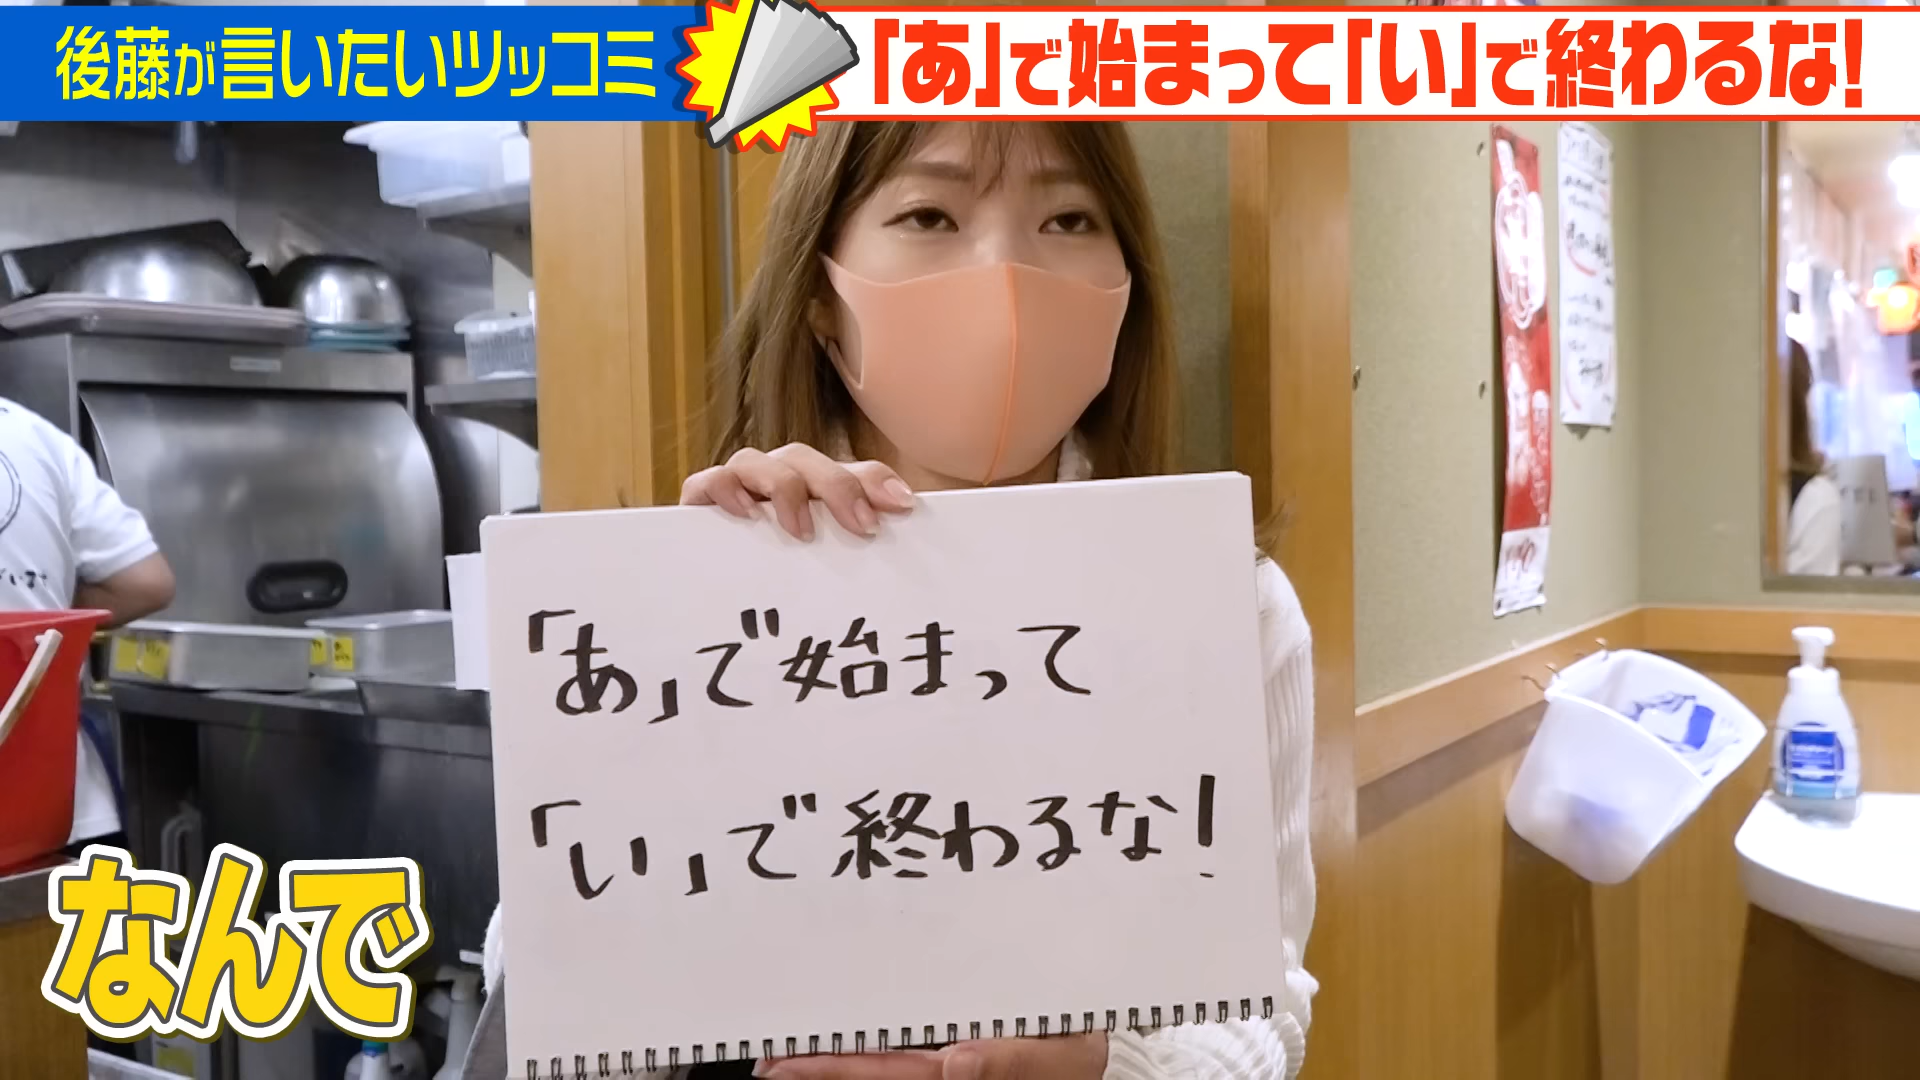 後藤が言いたいツッコミ
「あ」で始まって「い」で終わるな!
「あ」で始まって
「い」で終わるな!
なんで